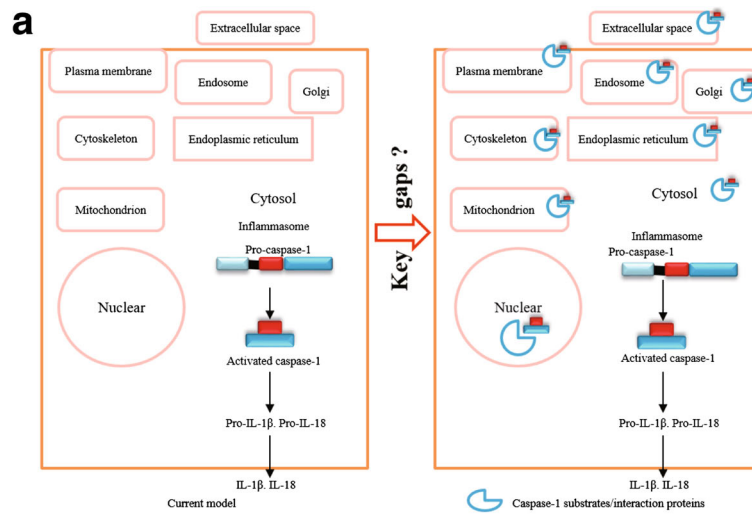 a
Extracellular space
Plasma membrane
Endosome
Golgi
Cytoskeleton
Endoplasmic reticulum
Mitochondrion
Cytosol
Inflammasome
Pro-caspase-1
Nuclear
Activated caspase-1
Pro-IL-1β. Pro-IL-18
IL-1β. IL-18
Current model
Key gaps ?
Extracellular space
Plasma membrane
Endosome
Golgi
Cytoskeleton
Endoplasmic reticulum
Mitochondrion
Cytosol
Inflammasome
Pro-caspase-1
Nuclear
Activated caspase-1
Pro-IL-1β. Pro-IL-18
IL-1β. IL-18
Caspase-1 substrates/interaction proteins